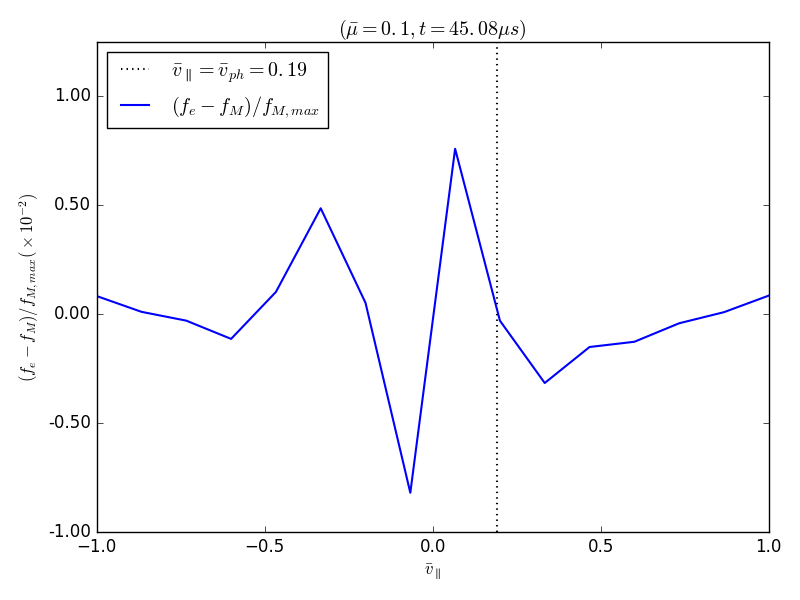 (μ̄ = 0.1, t = 45.08μs)
v̄∥ = v̄ph = 0.19
(fe − fM)/fM,max
1.00
0.50
0.00
-0.50
-1.00
(fe − fM)/fM,max(×10⁻²)
−1.0
−0.5
0.0
0.5
1.0
v̄∥